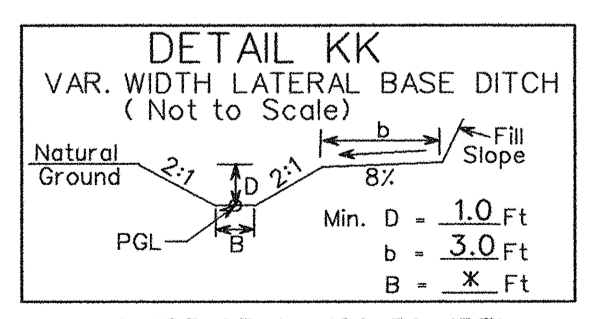 DETAIL KK
VAR. WIDTH LATERAL BASE DITCH
( Not to Scale)
b
Natural
Ground
2:1
D
2:1
8%
Fill
Slope
PGL
B
Min. D = 1.0 Ft
b = 3.0 Ft
B = * Ft